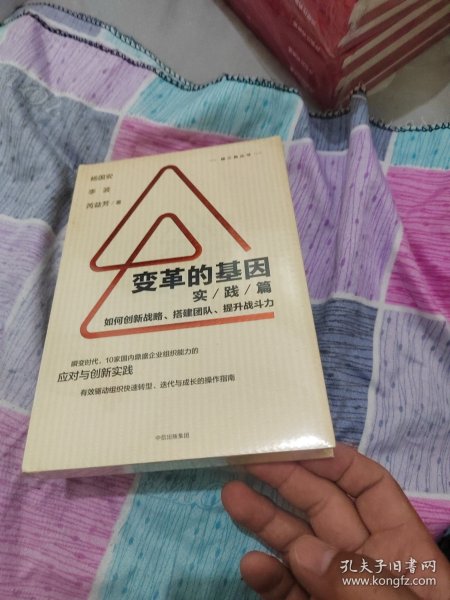 杨国安
李波
芮益芳·著
变革的基因
实/践/篇
如何创新战略、搭建团队、提升战斗力
瞬变时代，10家国内鼎盛企业组织能力的
应对与创新实践
有效驱动组织快速转型、迭代与成长的操作指南
中信出版集团
孔夫子旧书网
www.kongfz.com